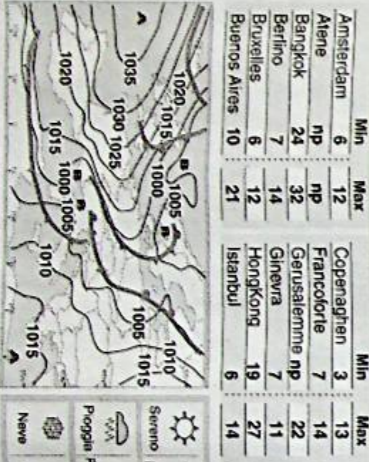 Min Max Min Max
Amsterdam 6 12 Copenaghen 3 13
Atene np np Francoforte 7 14
Bangkok 24 32 Gerusalemme np 22
Berlino 7 14 Ginevra 7 11
Bruxelles 6 12 HongKong 19 27
Buenos Aires 10 21 Istanbul 6 14
A
1035
1020
1015
1005
B
1030
1000
B
1020
1025
B
1015
1000
1005
1005
1010
1010
1015
1015
A
Sereno
Pioggia
Neve